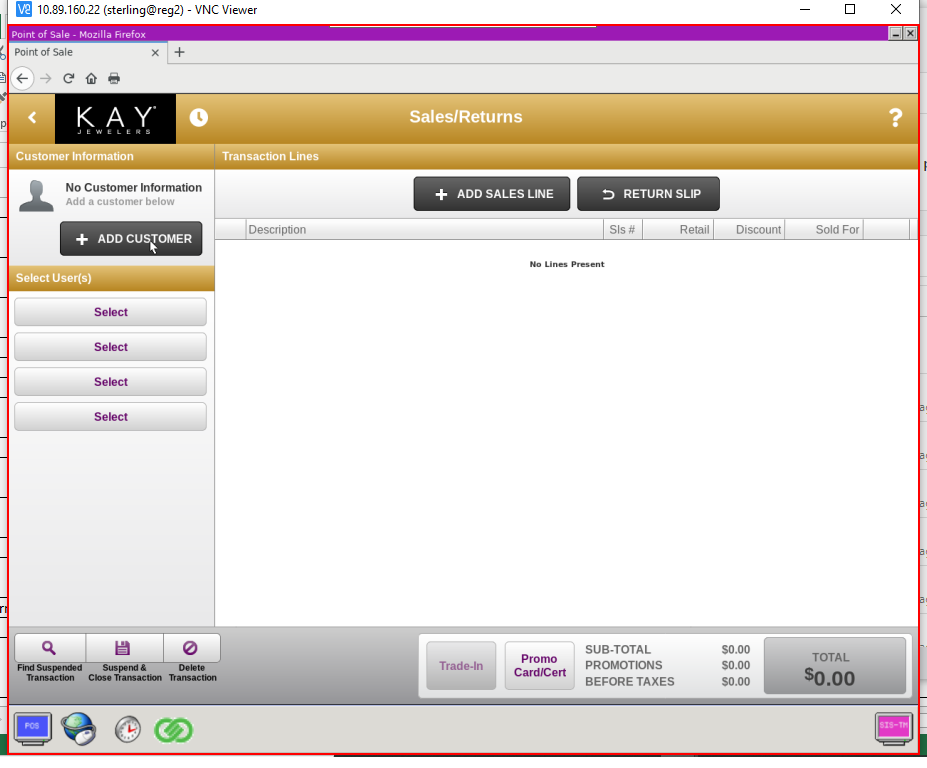 10.89.160.22 (sterling@reg2) - VNC Viewer
Point of Sale - Mozilla Firefox
Point of Sale
KAY
JEWELERS
Sales/Returns
?
Customer Information
Transaction Lines
No Customer Information
Add a customer below
ADD SALES LINE
RETURN SLIP
ADD CUSTOMER
Description
Sls #
Retail
Discount
Sold For
No Lines Present
Select User(s)
Select
Select
Select
Select
Find Suspended
Transaction
Suspend &
Close Transaction
Delete
Transaction
Trade-In
Promo
Card/Cert
SUB-TOTAL $0.00
PROMOTIONS $0.00
BEFORE TAXES $0.00
TOTAL
$0.00
POS
SIS-TM